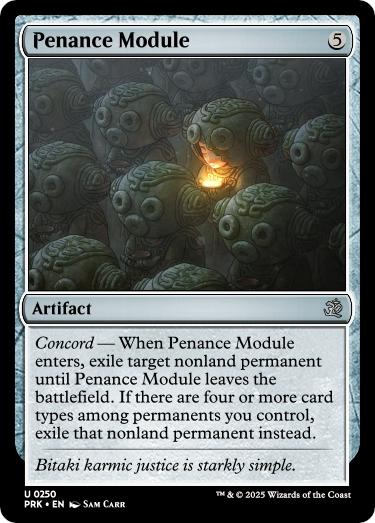 Penance Module 5
Artifact
Concord — When Penance Module
enters, exile target nonland permanent
until Penance Module leaves the
battlefield. If there are four or more card
types among permanents you control,
exile that nonland permanent instead.
Bitaki karmic justice is starkly simple.
U 0250
PRK • EN Sam Carr
™ & © 2025 Wizards of the Coast